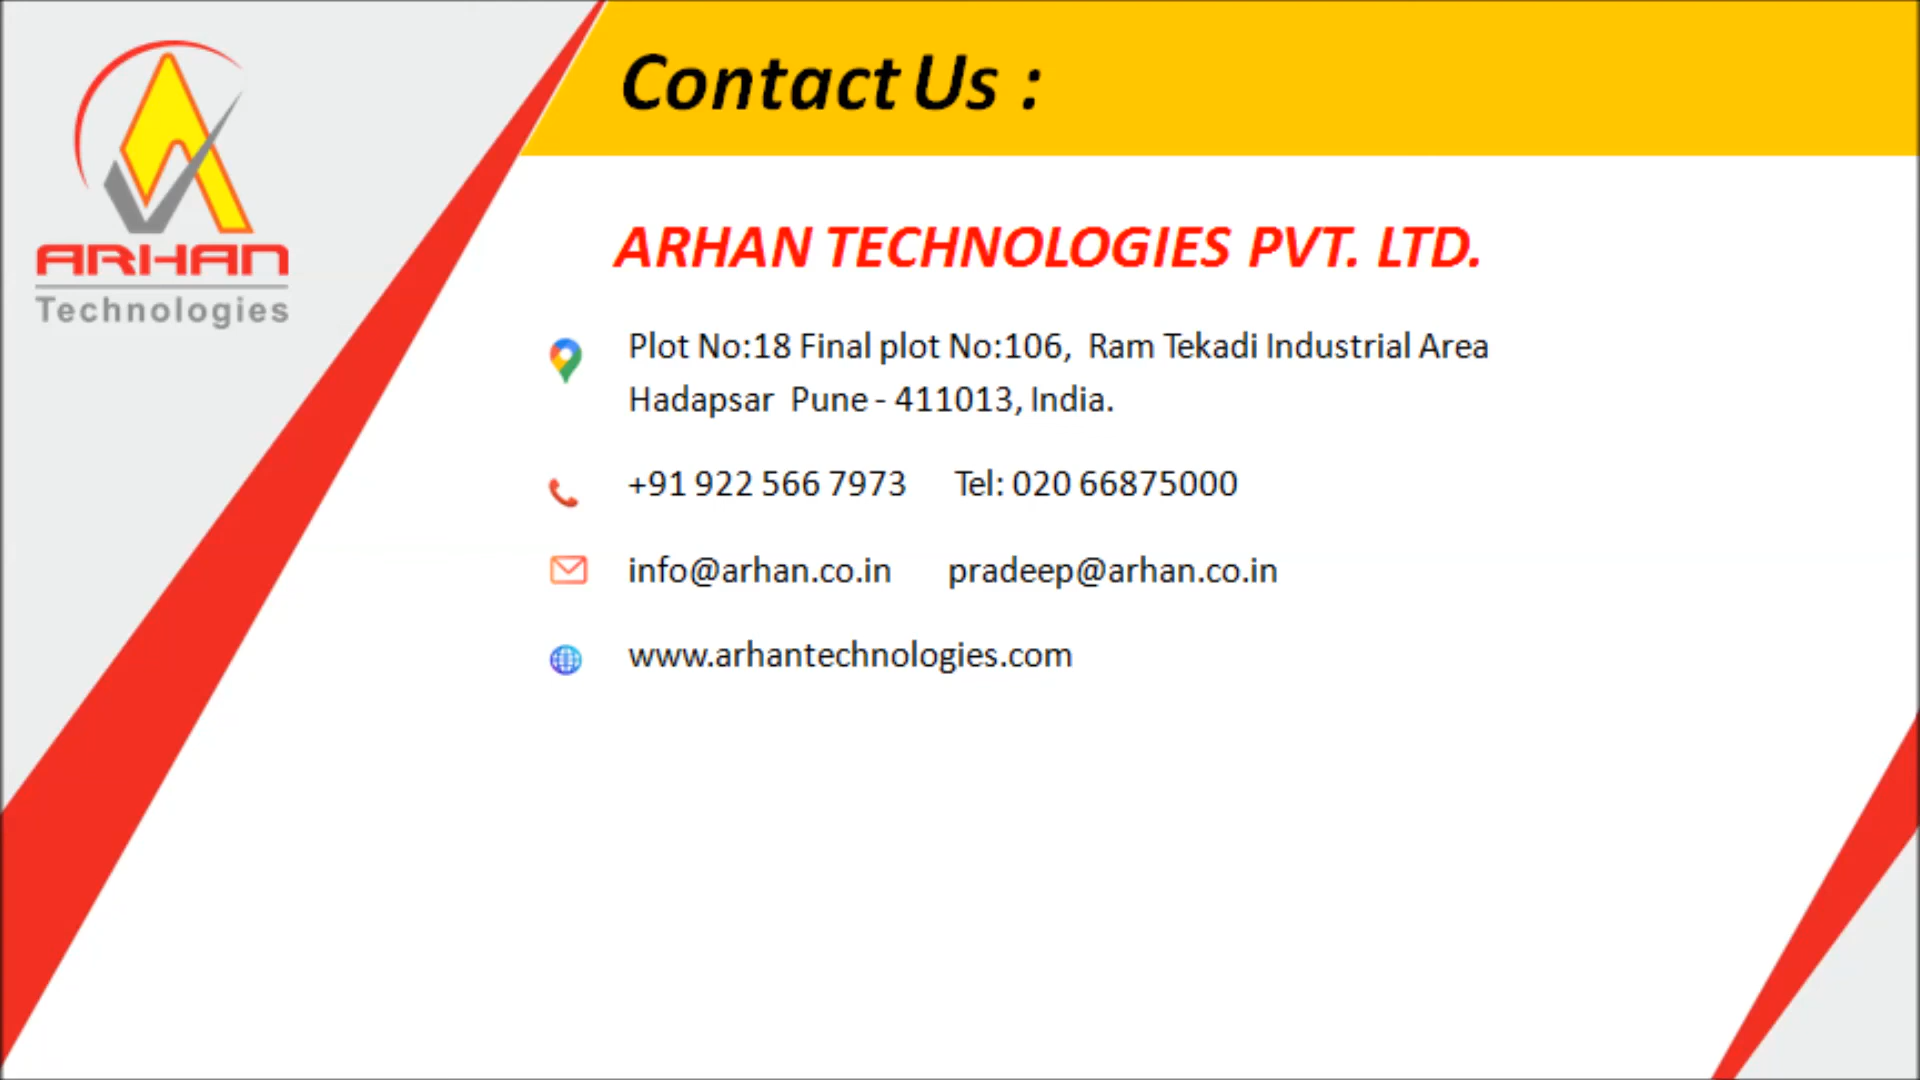 ARHAN
Technologies
Contact Us :
ARHAN TECHNOLOGIES PVT. LTD.
Plot No:18 Final plot No:106, Ram Tekadi Industrial Area
Hadapsar Pune - 411013, India.
+91 922 566 7973 Tel: 020 66875000
info@arhan.co.in pradeep@arhan.co.in
www.arhantechnologies.com